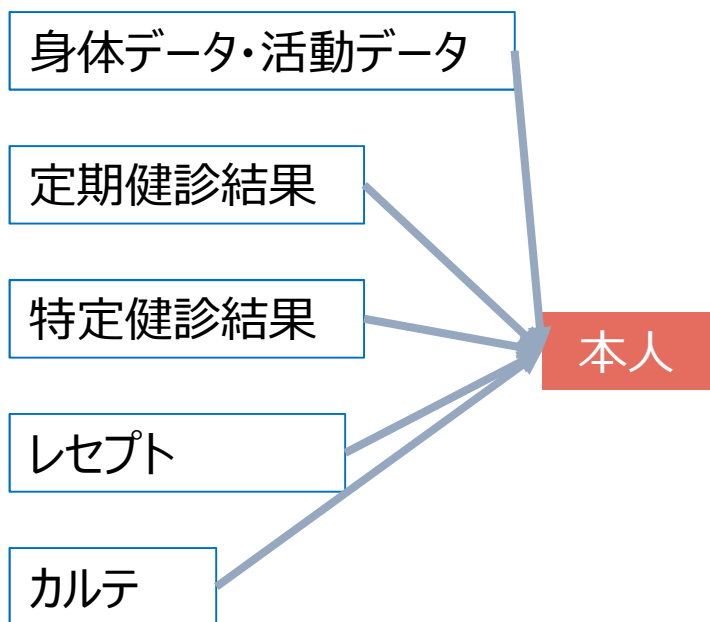 身体データ・活動データ
定期健診結果
特定健診結果
本人
レセプト
カルテ